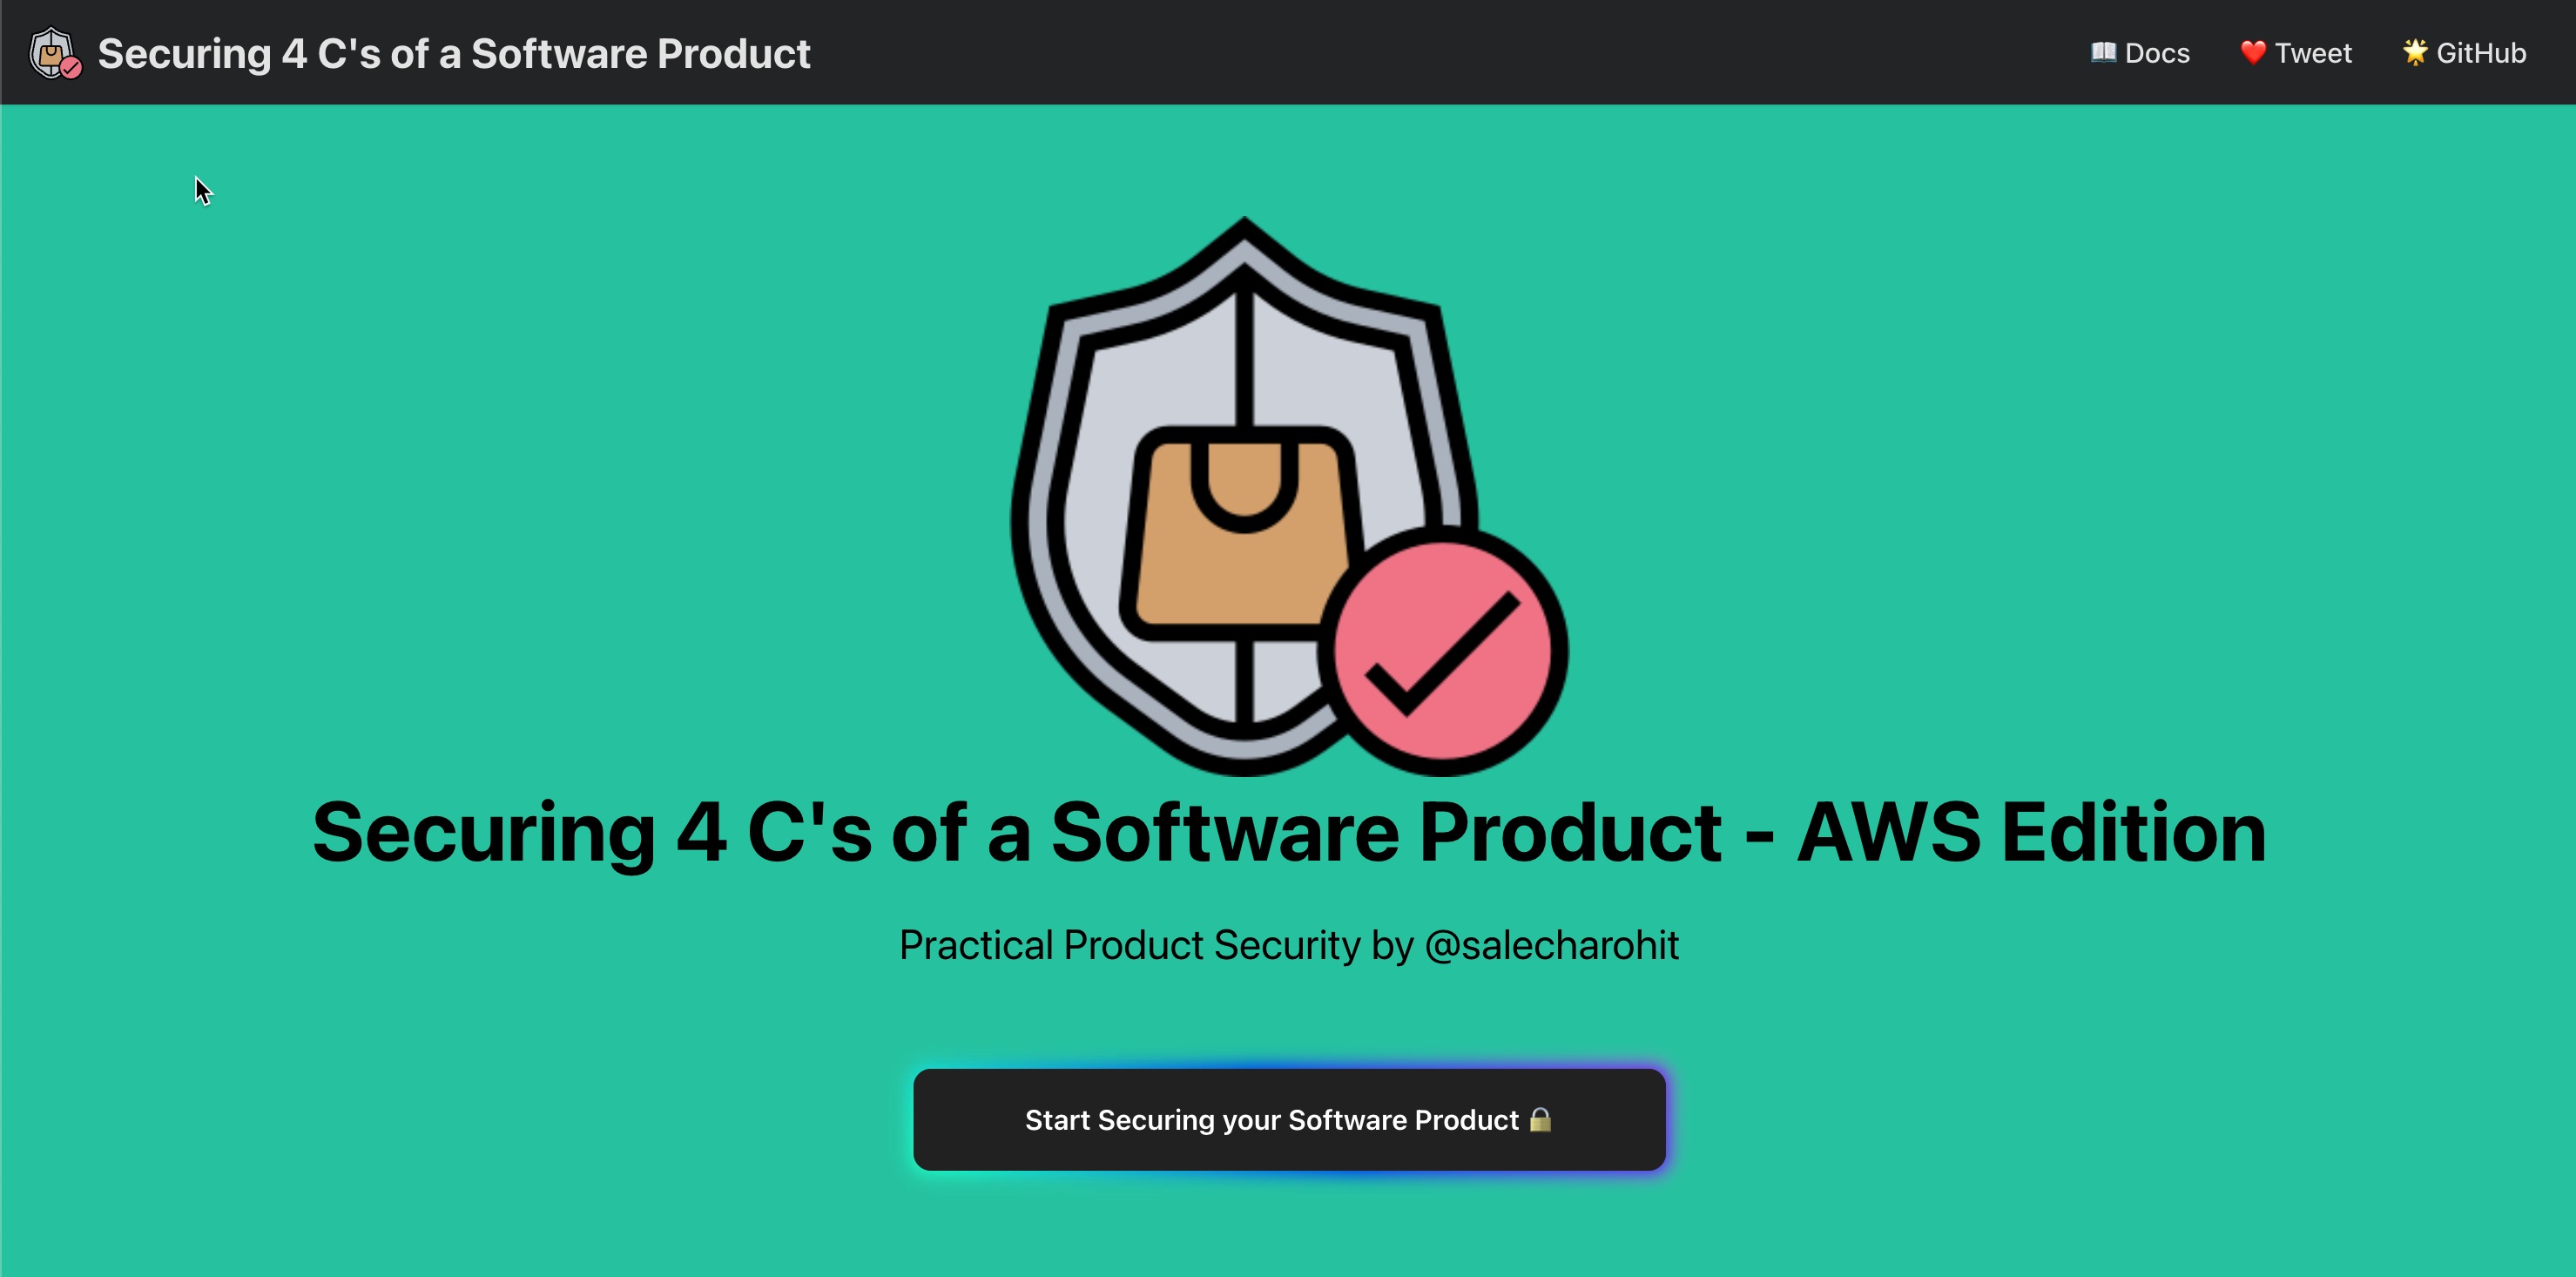 Securing 4 C's of a Software Product
📖 Docs
❤️ Tweet
🌟 GitHub
Securing 4 C's of a Software Product - AWS Edition
Practical Product Security by @salecharohit
Start Securing your Software Product 🔒